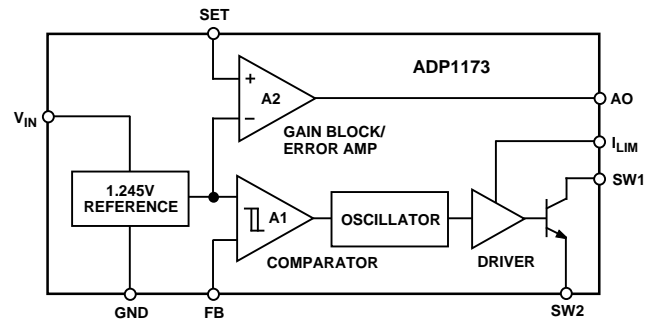 SET
ADP1173
+
A2
−
AO
V_IN
GAIN BLOCK/
ERROR AMP
I_LIM
1.245V
REFERENCE
SW1
A1
OSCILLATOR
COMPARATOR
DRIVER
GND
FB
SW2